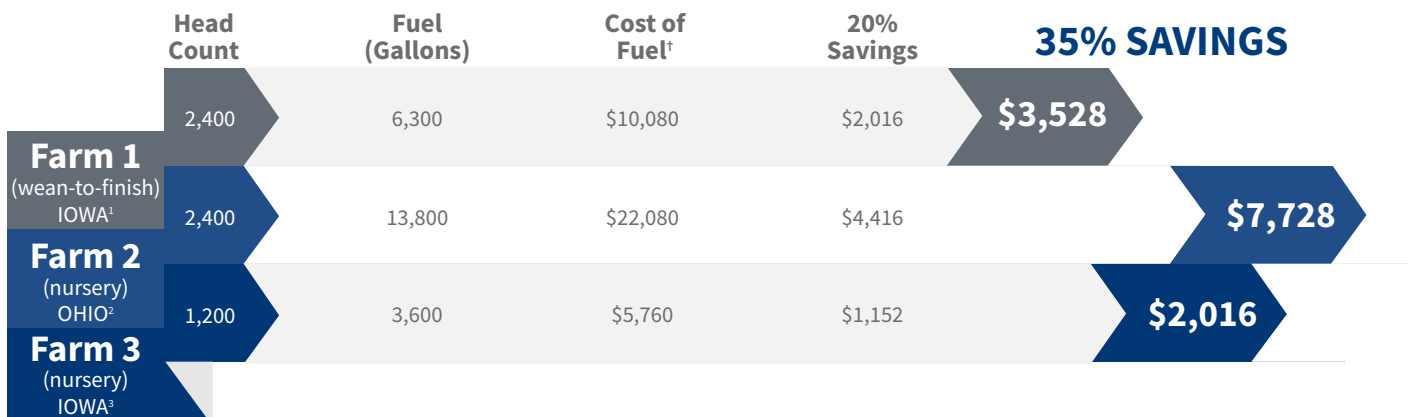 Head
Count
Fuel
(Gallons)
Cost of
Fuel†
20%
Savings
35% SAVINGS
Farm 1
(wean-to-finish)
IOWA¹
2,400
6,300
$10,080
$2,016
$3,528
Farm 2
(nursery)
OHIO²
2,400
13,800
$22,080
$4,416
$7,728
Farm 3
(nursery)
IOWA³
1,200
3,600
$5,760
$1,152
$2,016